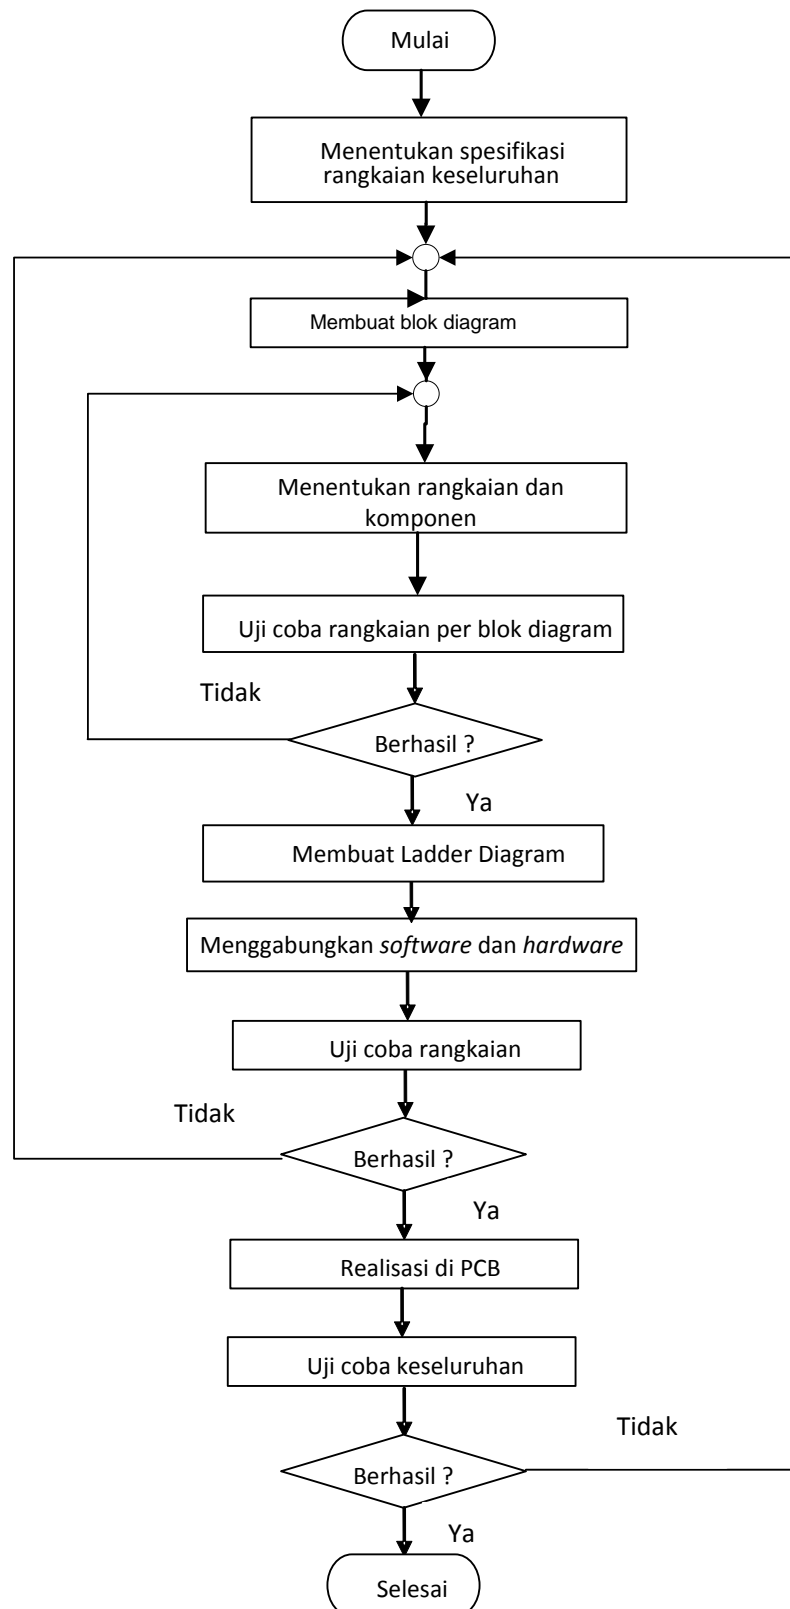 Mulai
Menentukan spesifikasi
rangkaian keseluruhan
Membuat blok diagram
Menentukan rangkaian dan
komponen
Uji coba rangkaian per blok diagram
Tidak
Berhasil ?
Ya
Membuat Ladder Diagram
Menggabungkan software dan hardware
Uji coba rangkaian
Tidak
Berhasil ?
Ya
Realisasi di PCB
Uji coba keseluruhan
Tidak
Berhasil ?
Ya
Selesai